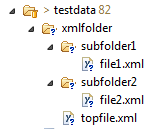 > testdata 82
xmlfolder
subfolder1
file1.xml
subfolder2
file2.xml
topfile.xml